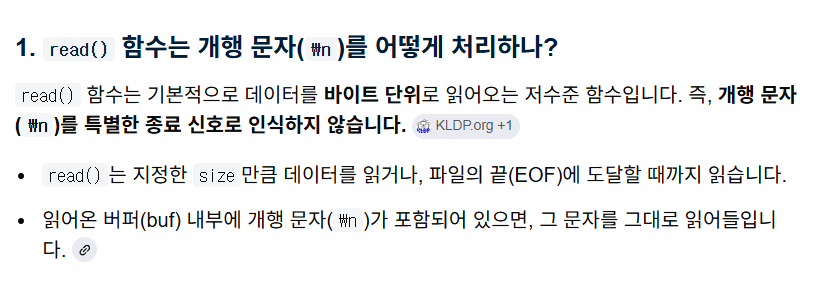 1. read() 함수는 개행 문자( ₩n )를 어떻게 처리하나?
read() 함수는 기본적으로 데이터를 바이트 단위로 읽어오는 저수준 함수입니다. 즉, 개행 문자
( ₩n )를 특별한 종료 신호로 인식하지 않습니다. KLDP.org +1
• read() 는 지정한 size 만큼 데이터를 읽거나, 파일의 끝(EOF)에 도달할 때까지 읽습니다.
• 읽어온 버퍼(buf) 내부에 개행 문자( ₩n )가 포함되어 있으면, 그 문자를 그대로 읽어들입니
다.